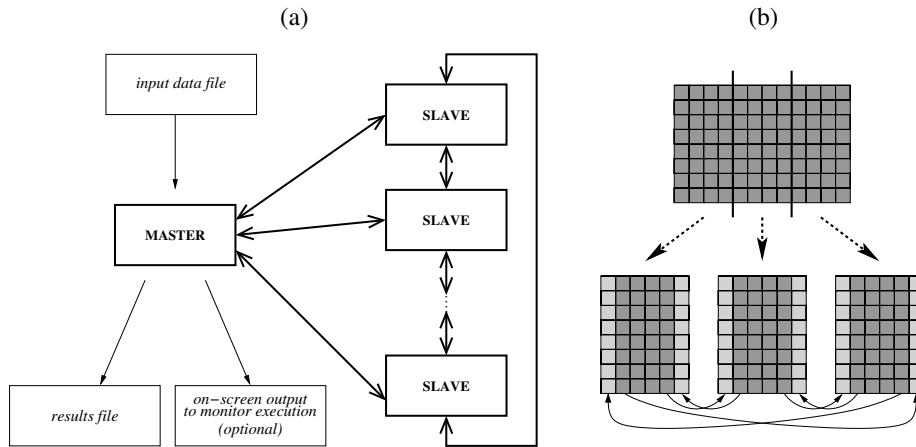 (a)
(b)
input data file
SLAVE
SLAVE
MASTER
SLAVE
results file
on−screen output
to monitor execution
(optional)